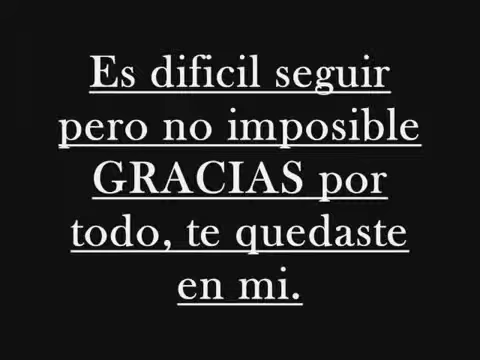 Es dificil seguir
pero no imposible
GRACIAS por
todo, te quedaste
en mi.